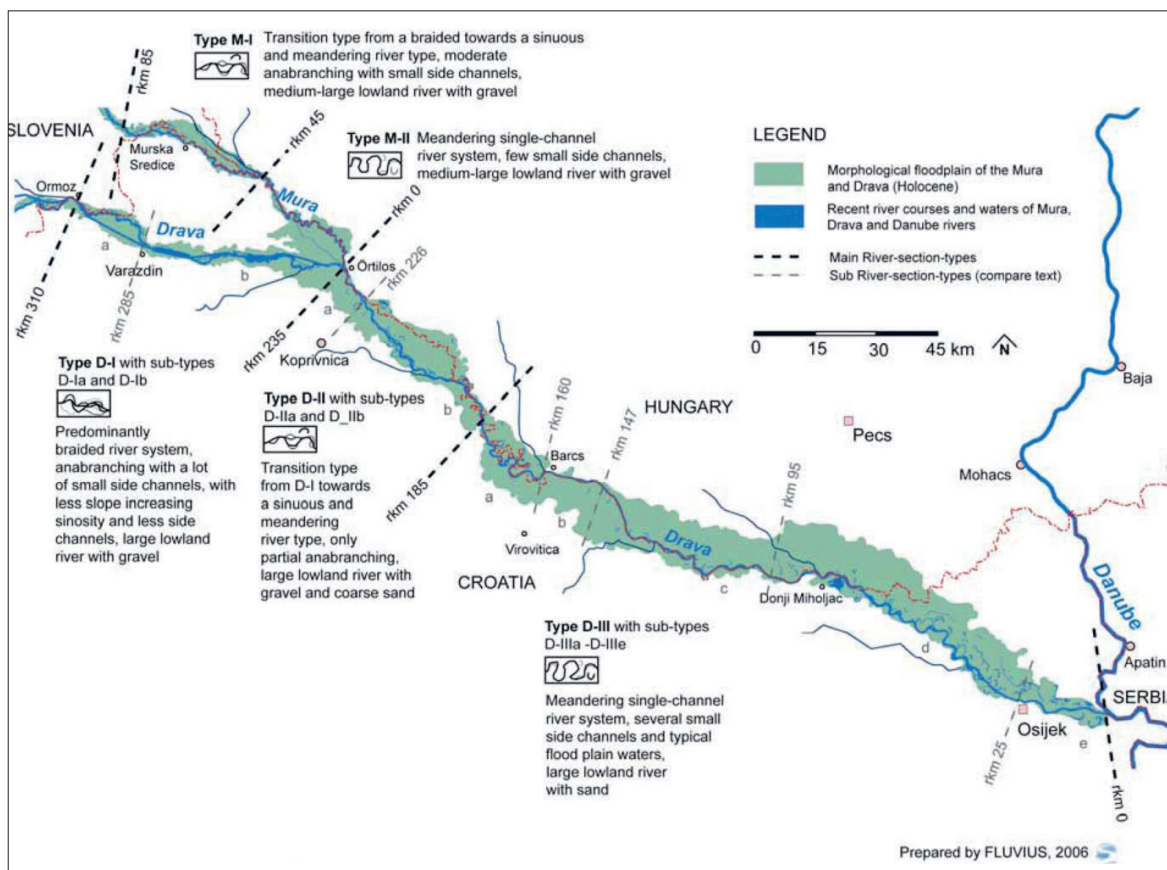 Type M-I Transition type from a braided towards a sinuous
and meandering river type, moderate
anabranching with small side channels,
medium-large lowland river with gravel
rkm 85
SLOVENIA
Murska
Sredice
rkm 45
Type M-II Meandering single-channel
river system, few small side channels,
medium-large lowland river with gravel
LEGEND
Morphological floodplain of the Mura
and Drava (Holocene)
Recent river courses and waters of Mura,
Drava and Danube rivers
Main River-section-types
Sub River-section-types (compare text)
0 15 30 45 km
N
Ormoz
Mura
rkm 0
Drava
a
Varazdin
b
Örtilos
rkm 226
rkm 310
rkm 285
a
rkm 235
Koprivnica
b
Type D-I with sub-types
D-Ia and D-Ib
Predominantly
braided river system,
anabranching with a lot
of small side channels, with
less slope increasing
sinosity and less side
channels, large lowland
river with gravel
Type D-II with sub-types
D-IIa and D_IIb
Transition type
from D-I towards
a sinuous and
meandering
river type, only
partial anabranching,
large lowland river with
gravel and coarse sand
rkm 185
rkm 160
HUNGARY
rkm 147
Pecs
Baja
Mohacs
Barcs
rkm 95
a
b
Virovitica
Drava
CROATIA
c
Donji Miholjac
Danube
Type D-III with sub-types
D-IIIa -D-IIIe
Meandering single-channel
river system, several small
side channels and typical
flood plain waters,
large lowland river
with sand
d
Apatin
SERBI
Osijek
e
rkm 25
rkm 0
Prepared by FLUVIUS, 2006